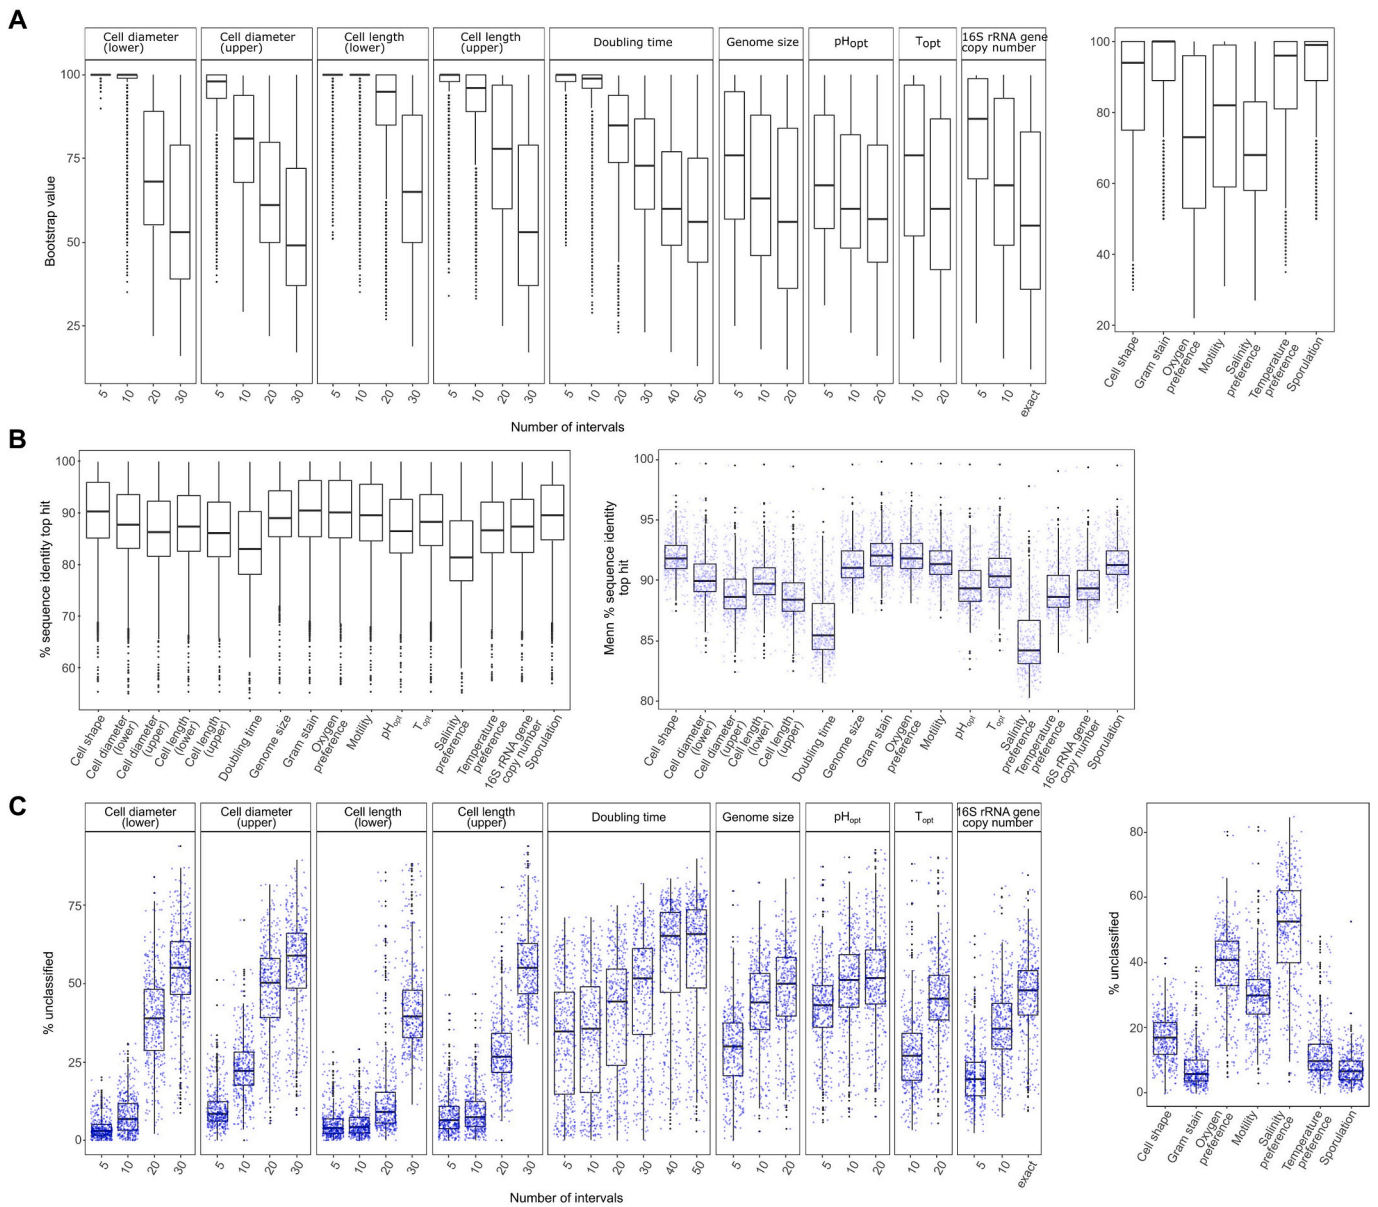 A
Cell diameter
(lower)
Cell diameter
(upper)
Cell length
(lower)
Cell length
(upper)
Doubling time
Genome size
pHopt
Topt
16S rRNA gene
copy number
Bootstrap value
100
75
50
25
5
10
20
30
5
10
20
30
5
10
20
30
5
10
20
30
5
10
20
30
40
50
5
10
20
5
10
20
10
20
5
10
exact
Number of intervals
100
80
60
40
20
Cell shape
Gram stain
Oxygen
preference
Motility
Salinity
preference
Temperature
preference
Sporulation
B
% sequence identity top hit
100
90
80
70
60
Cell shape
Cell diameter
(lower)
Cell diameter
(upper)
Cell length
(lower)
Cell length
(upper)
Doubling time
Genome size
Gram stain
Oxygen
preference
Motility
pHopt
Topt
Salinity
preference
Temperature
preference
16S rRNA gene
copy number
Sporulation
Menn % sequence identity
top hit
100
95
90
85
80
Cell shape
Cell diameter
(lower)
Cell diameter
(upper)
Cell length
(lower)
Cell length
(upper)
Doubling time
Genome size
Gram stain
Oxygen
preference
Motility
pHopt
Topt
Salinity
preference
Temperature
preference
16S rRNA gene
copy number
Sporulation
C
Cell diameter
(lower)
Cell diameter
(upper)
Cell length
(lower)
Cell length
(upper)
Doubling time
Genome size
pHopt
Topt
16S rRNA gene
copy number
% unclassified
75
50
25
0
5
10
20
30
5
10
20
30
5
10
20
30
5
10
20
30
5
10
20
30
40
50
5
10
20
5
10
20
10
20
5
10
exact
Number of intervals
% unclassified
80
60
40
20
0
Cell shape
Gram stain
Oxygen
preference
Motility
Salinity
preference
Temperature
preference
Sporulation